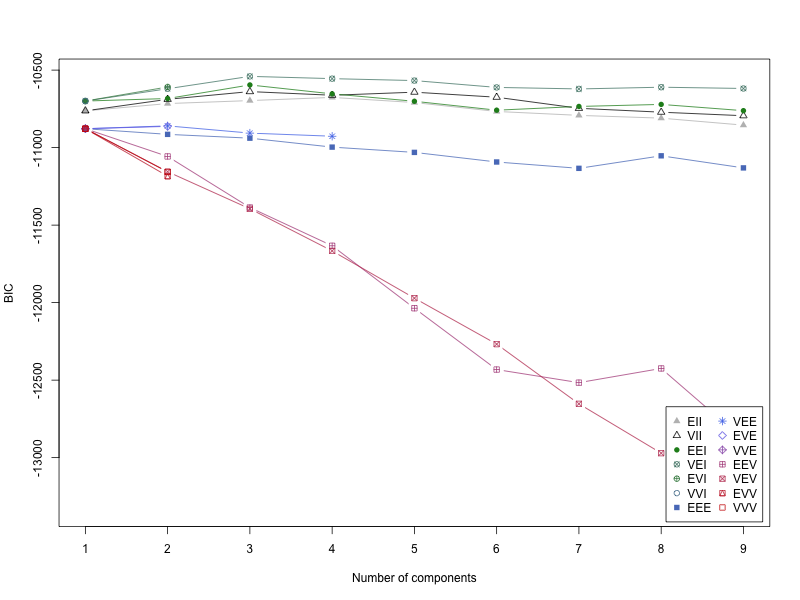 -10500
-11000
-11500
-12000
-12500
-13000
BIC
EII VEE
VII EVE
EEI VVE
VEI EEV
EVI VEV
VVI EVV
EEE VVV
1 2 3 4 5 6 7 8 9
Number of components